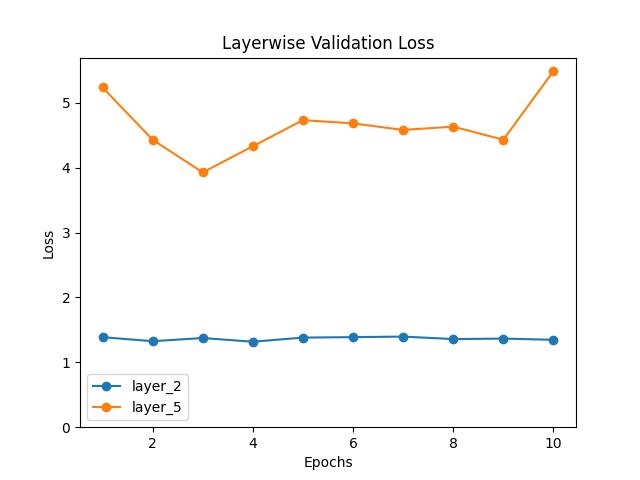 Layerwise Validation Loss
Loss
5
4
3
2
1
0
layer_2
layer_5
2 4 6 8 10
Epochs